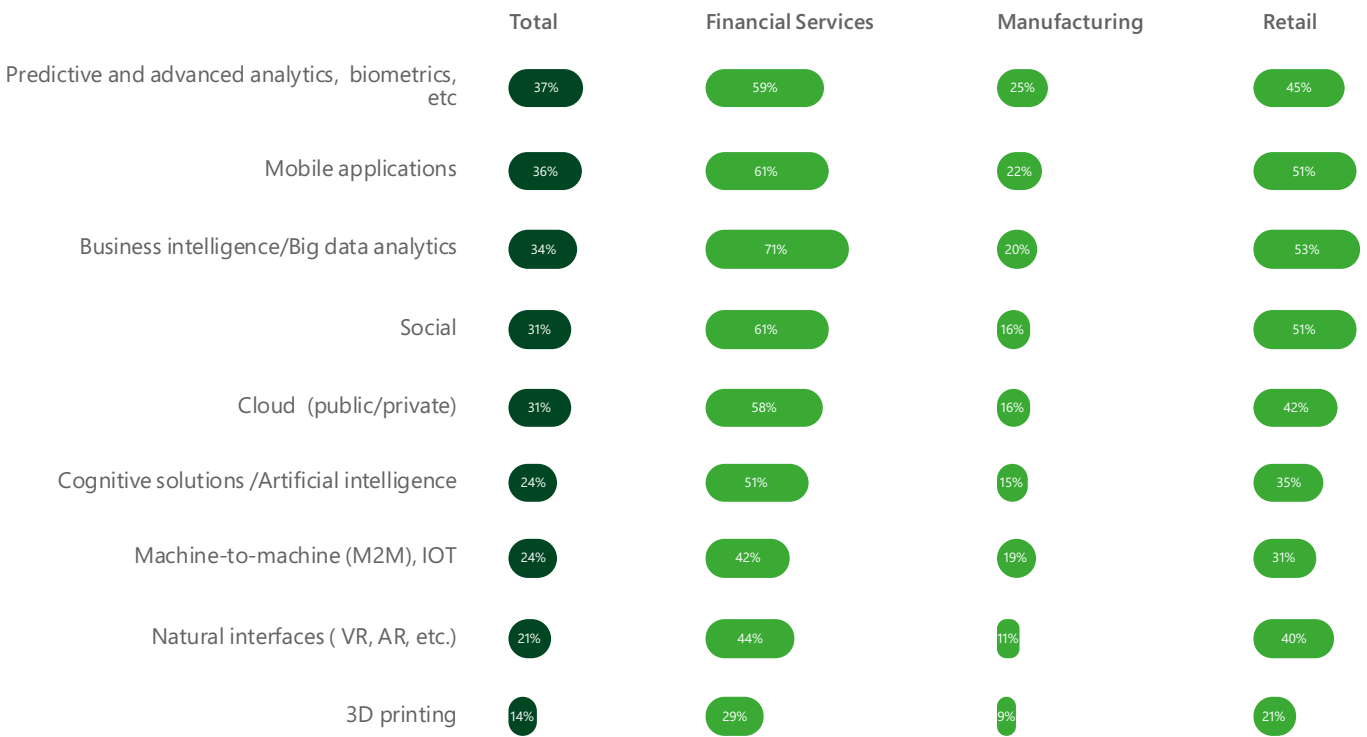 Total Financial Services Manufacturing Retail
Predictive and advanced analytics, biometrics,
etc
37% 59% 25% 45%
Mobile applications 36% 61% 22% 51%
Business intelligence/Big data analytics 34% 71% 20% 53%
Social 31% 61% 16% 51%
Cloud (public/private) 31% 58% 16% 42%
Cognitive solutions /Artificial intelligence 24% 51% 15% 35%
Machine-to-machine (M2M), IOT 24% 42% 19% 31%
Natural interfaces ( VR, AR, etc.) 21% 44% 11% 40%
3D printing 14% 29% 9% 21%